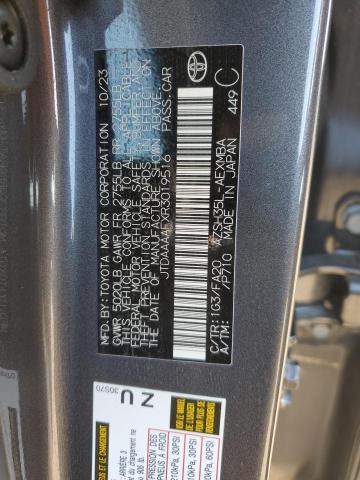 MFD.BY:TOYOTA MOTOR CORPORATION 10/23
GVWR 5020LB GAWR FR 2755LB RR 2755LB
THIS VEHICLE CONFORMS TO ALL APPLICABLE
FEDERAL MOTOR VEHICLE SAFETY, BUMPER AND
THEFT PREVENTION STANDARDS IN EFFECT ON
THE DATE OF MANUFACTURE SHOWN ABOVE.
JTDAAAAFXR3019516 PASS.CAR
C/TR: 1G3/FA20 AZSH35L-AEXMBA
A/TM: /P710 MADE IN JAPAN
449 C
30S70
Z U